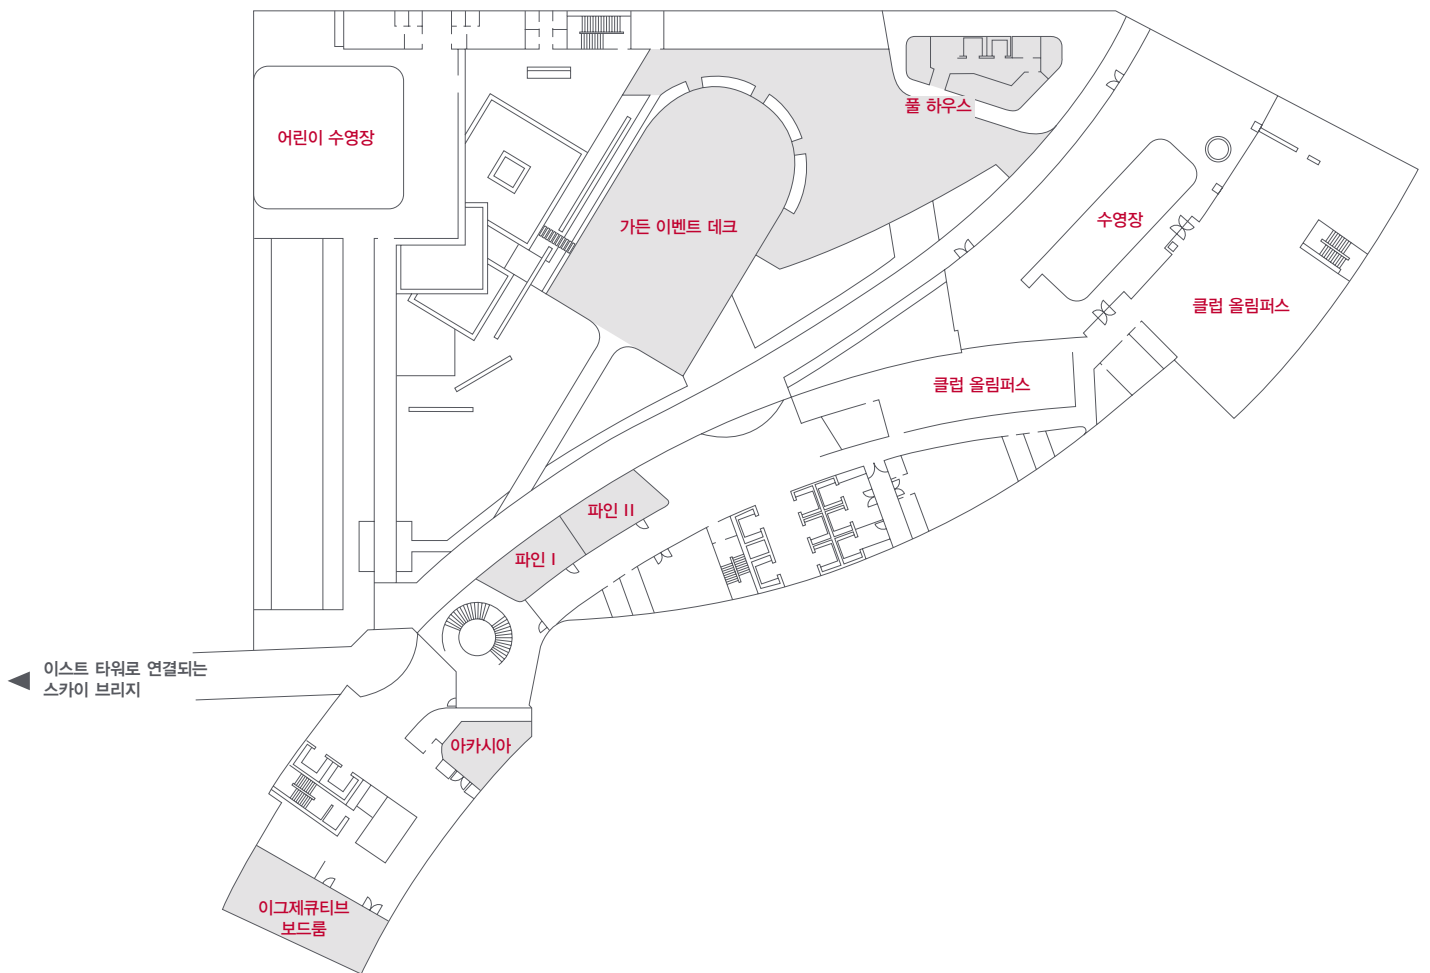 풀 하우스
어린이 수영장
가든 이벤트 데크
수영장
클럽 올림퍼스
클럽 올림퍼스
파인 II
파인 I
이스트 타워로 연결되는
스카이 브리지
아카시아
이그제큐티브
보드룸